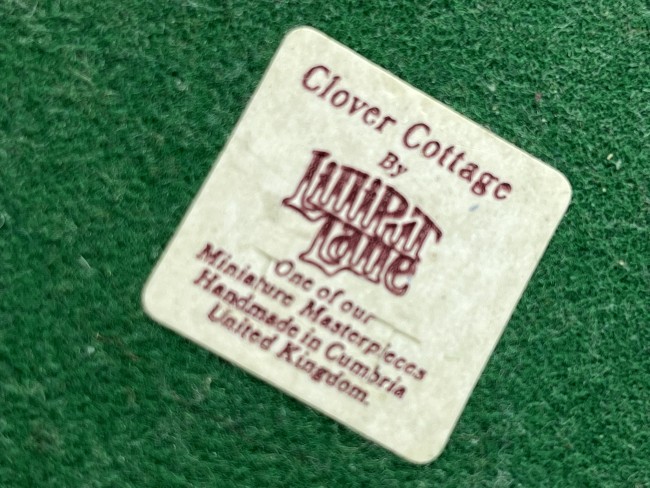 Clover Cottage
By
Lilliput
Lane
One of our
Miniature Masterpieces
Handmade in Cumbria
United Kingdom.